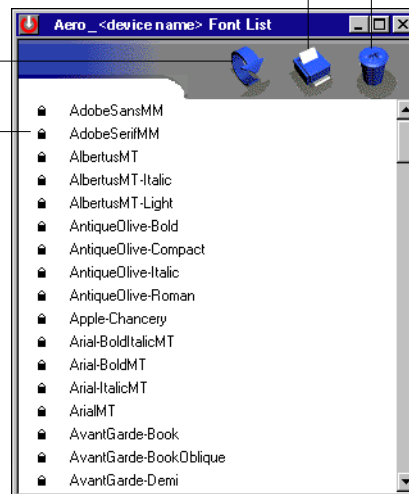 Aero_<device name> Font List
AdobeSansMM
AdobeSerifMM
AlbertusMT
AlbertusMT-Italic
AlbertusMT-Light
AntiqueOlive-Bold
AntiqueOlive-Compact
AntiqueOlive-Italic
AntiqueOlive-Roman
Apple-Chancery
Arial-BoldItalicMT
Arial-BoldMT
Arial-ItalicMT
ArialMT
AvantGarde-Book
AvantGarde-BookOblique
AvantGarde-Demi